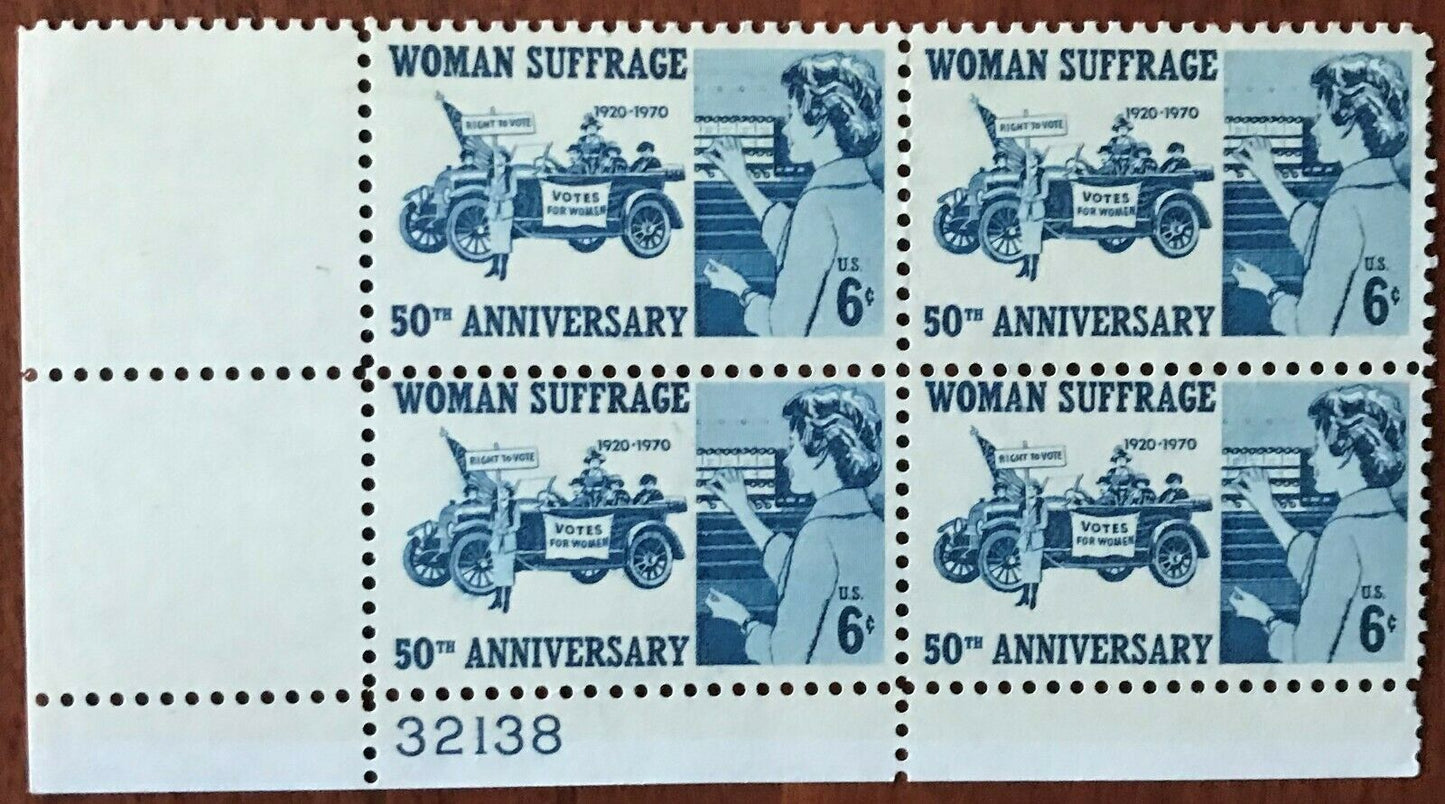 WOMAN SUFFRAGE
1920·1970
RIGHT TO VOTE
VOTES
FOR WOMEN
U.S.
6¢
50TH ANNIVERSARY
WOMAN SUFFRAGE
1920·1970
RIGHT TO VOTE
VOTES
FOR WOMEN
U.S.
6¢
50TH ANNIVERSARY
WOMAN SUFFRAGE
1920·1970
RIGHT TO VOTE
VOTES
FOR WOMEN
U.S.
6¢
50TH ANNIVERSARY
WOMAN SUFFRAGE
1920·1970
RIGHT TO VOTE
VOTES
FOR WOMEN
U.S.
6¢
50TH ANNIVERSARY
32138